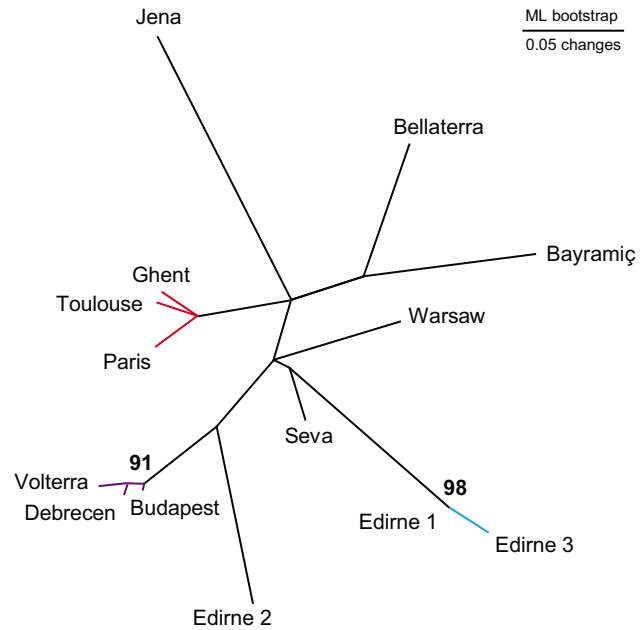 Jena
ML bootstrap
0.05 changes
Bellaterra
Bayramiç
Ghent
Toulouse
Warsaw
Paris
Seva
91
Volterra
98
Debrecen
Budapest
Edirne 1
Edirne 3
Edirne 2